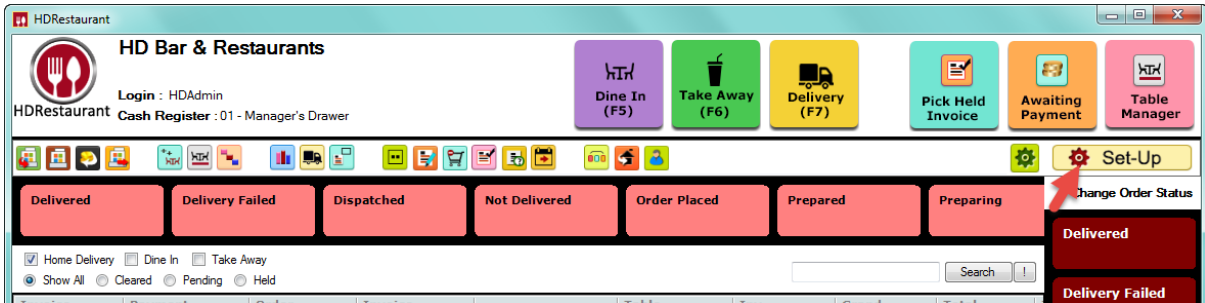 HDRestaurant
HD Bar & Restaurants
Login : HDAdmin
HDRestaurant
Cash Register : 01 - Manager's Drawer
Dine In
(F5)
Take Away
(F6)
Delivery
(F7)
Pick Held
Invoice
Awaiting
Payment
Table
Manager
Set-Up
Delivered
Delivery Failed
Dispatched
Not Delivered
Order Placed
Prepared
Preparing
Change Order Status
Delivered
Delivery Failed
Home Delivery Dine In Take Away
Show All Cleared Pending Held
Search !